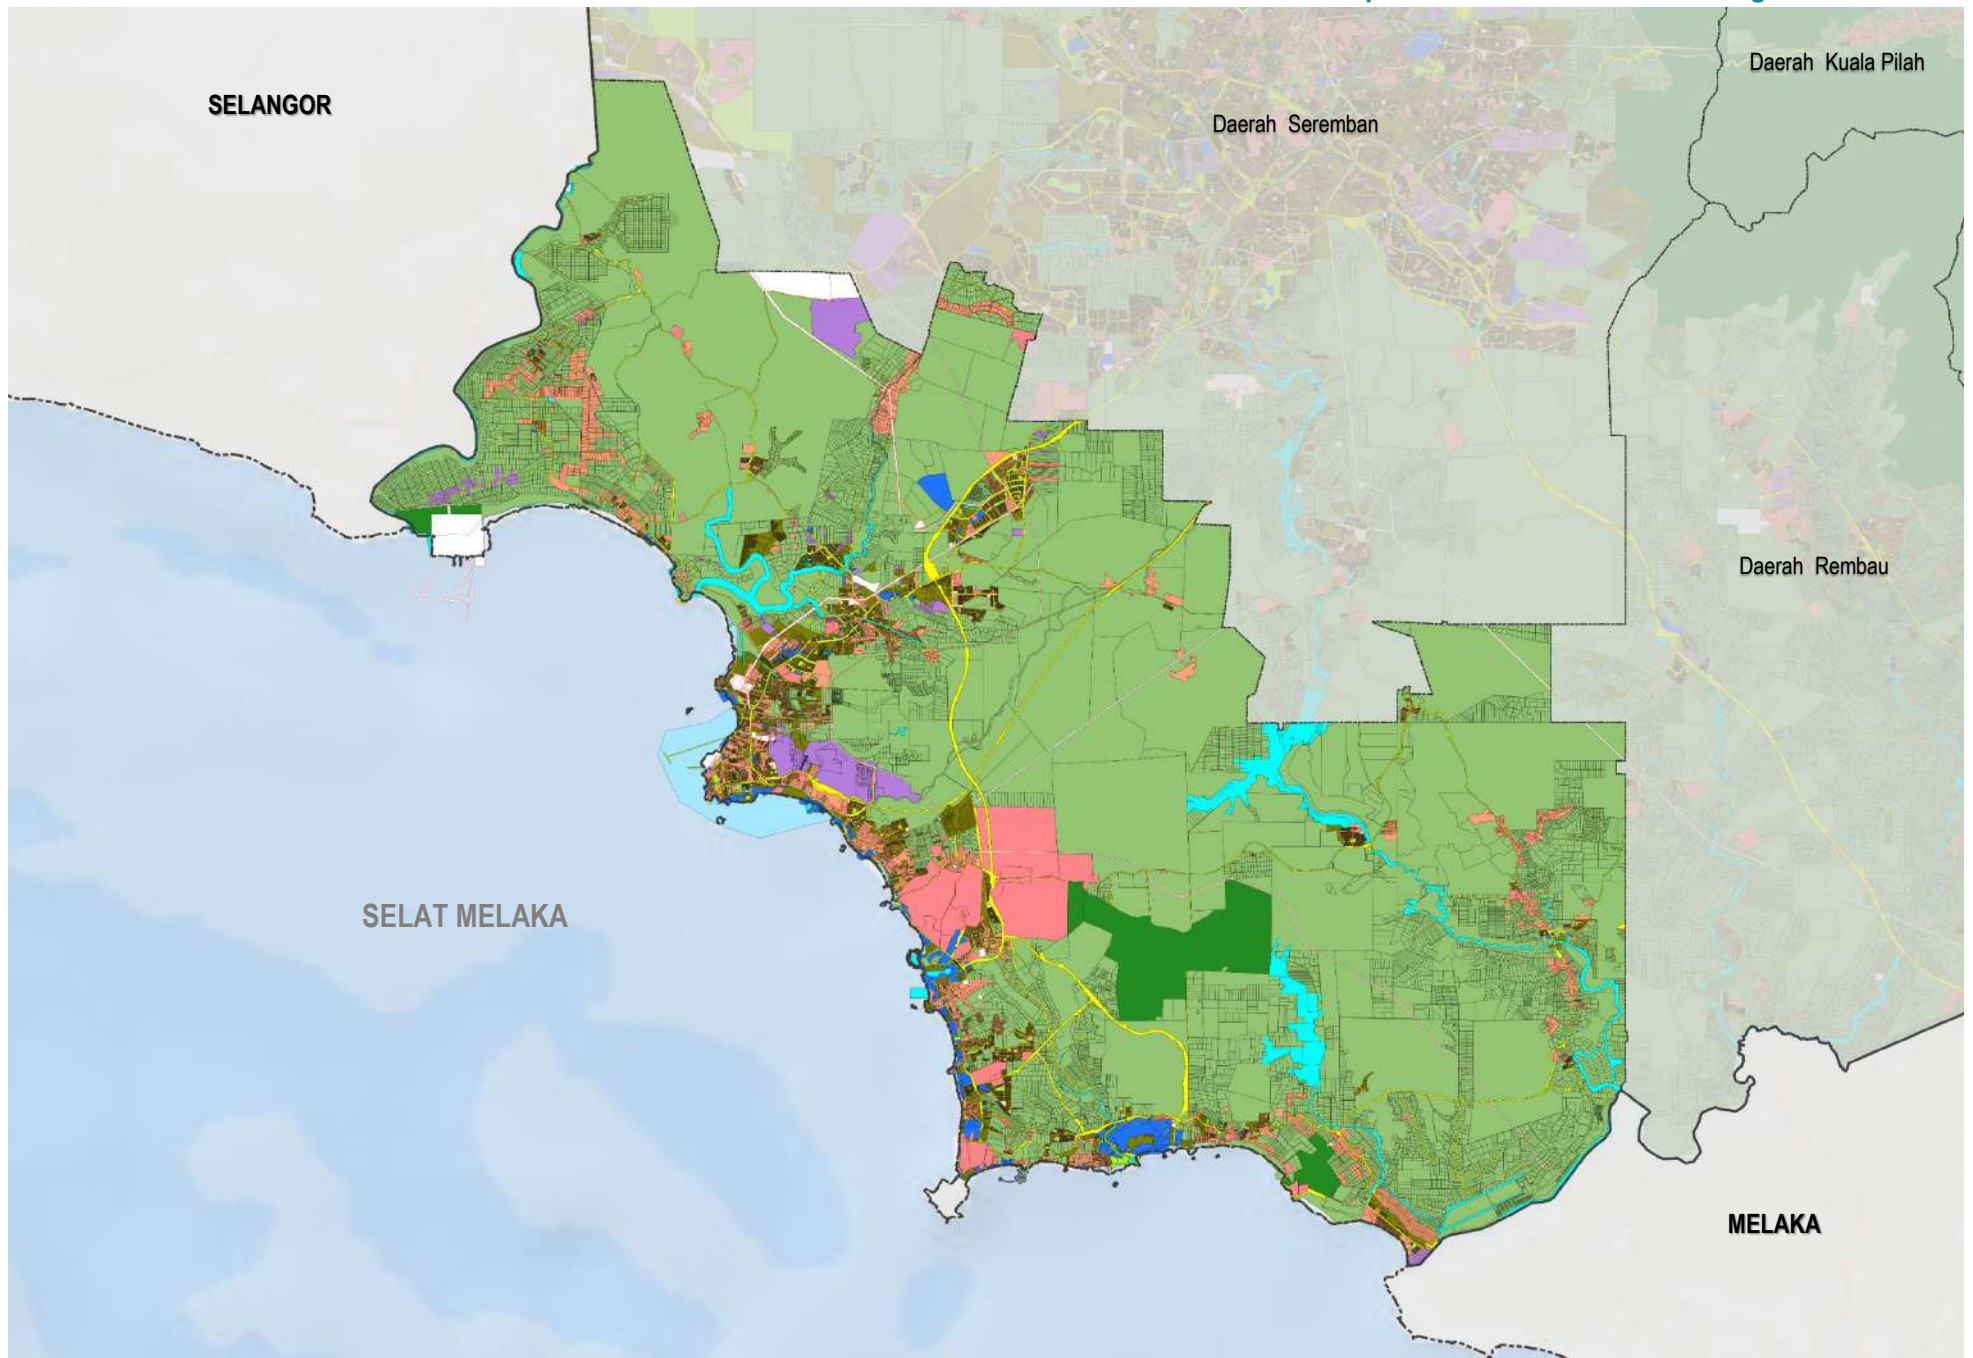 SELANGOR
Daerah Kuala Pilah
Daerah Seremban
Daerah Rembau
SELAT MELAKA
MELAKA